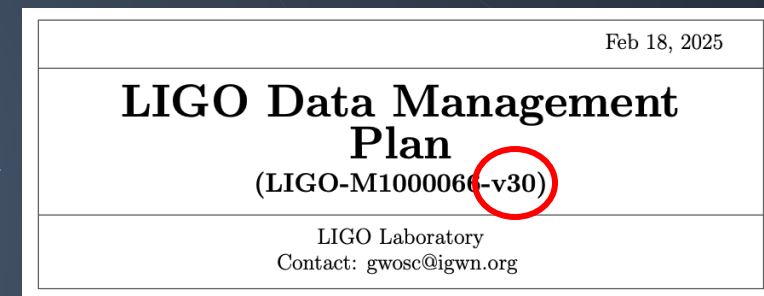 Feb 18, 2025
LIGO Data Management
Plan
(LIGO-M1000066-v30)
LIGO Laboratory
Contact: gwosc@igwn.org